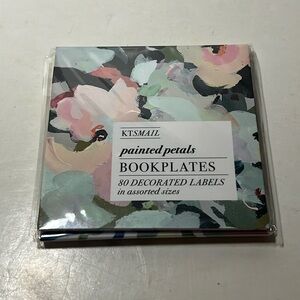 KTSMAIL
painted petals
BOOKPLATES
80 DECORATED LABELS
in assorted sizes